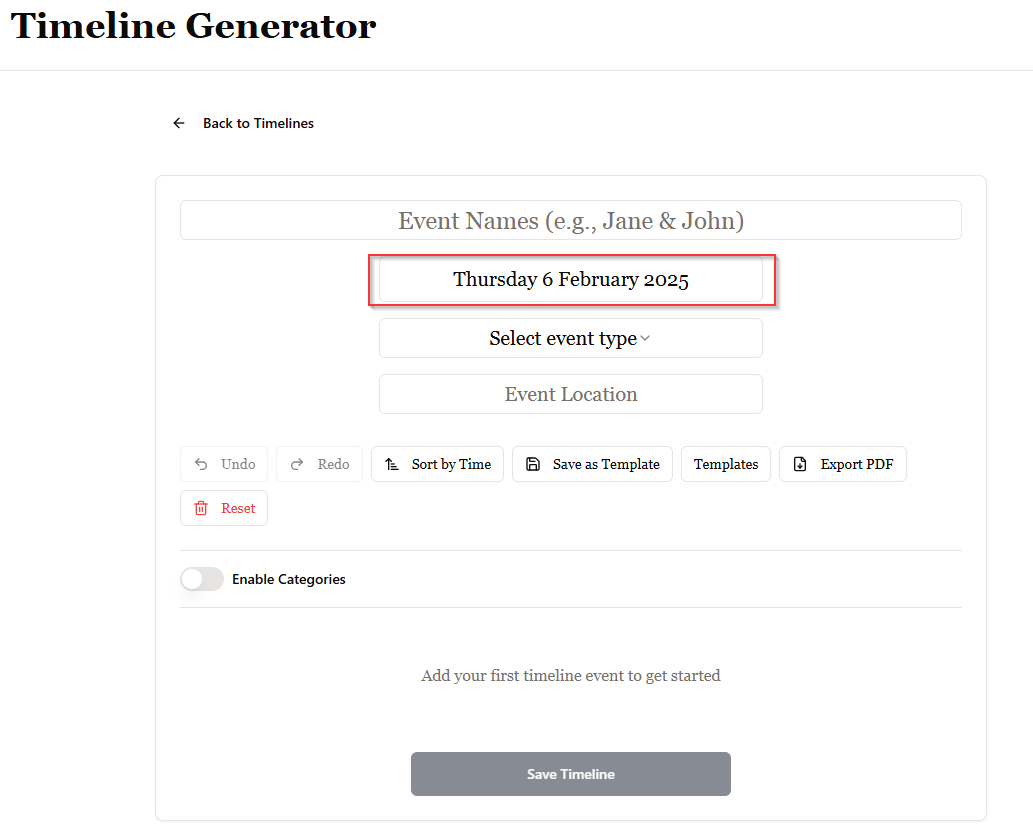 Timeline Generator
Back to Timelines
Event Names (e.g., Jane & John)
Thursday 6 February 2025
Select event type
Event Location
Undo Redo Sort by Time Save as Template Templates Export PDF
Reset
Enable Categories
Add your first timeline event to get started
Save Timeline